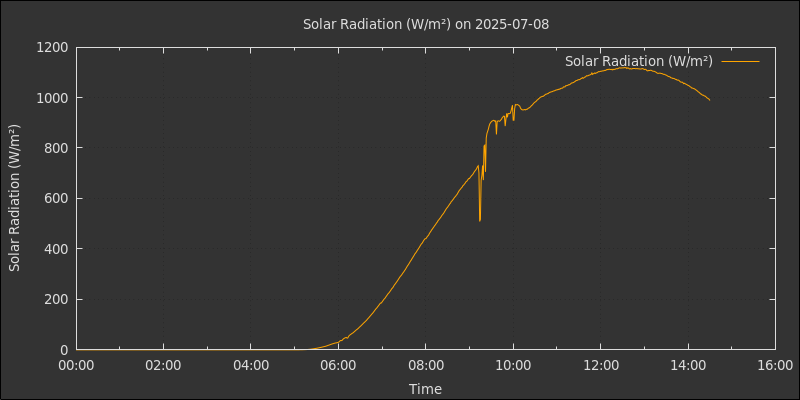 Solar Radiation (W/m²) on 2025-07-08
Solar Radiation (W/m²)
Solar Radiation (W/m²)
1200
1000
800
600
400
200
0
00:00 02:00 04:00 06:00 08:00 10:00 12:00 14:00 16:00
Time